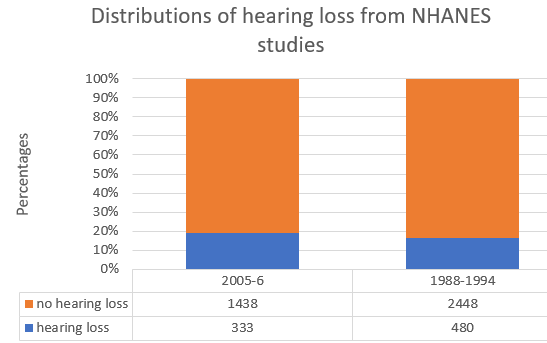 Distributions of hearing loss from NHANES
studies
Percentages
100%
90%
80%
70%
60%
50%
40%
30%
20%
10%
0%
2005-6 1988-1994
no hearing loss 1438 2448
hearing loss 333 480